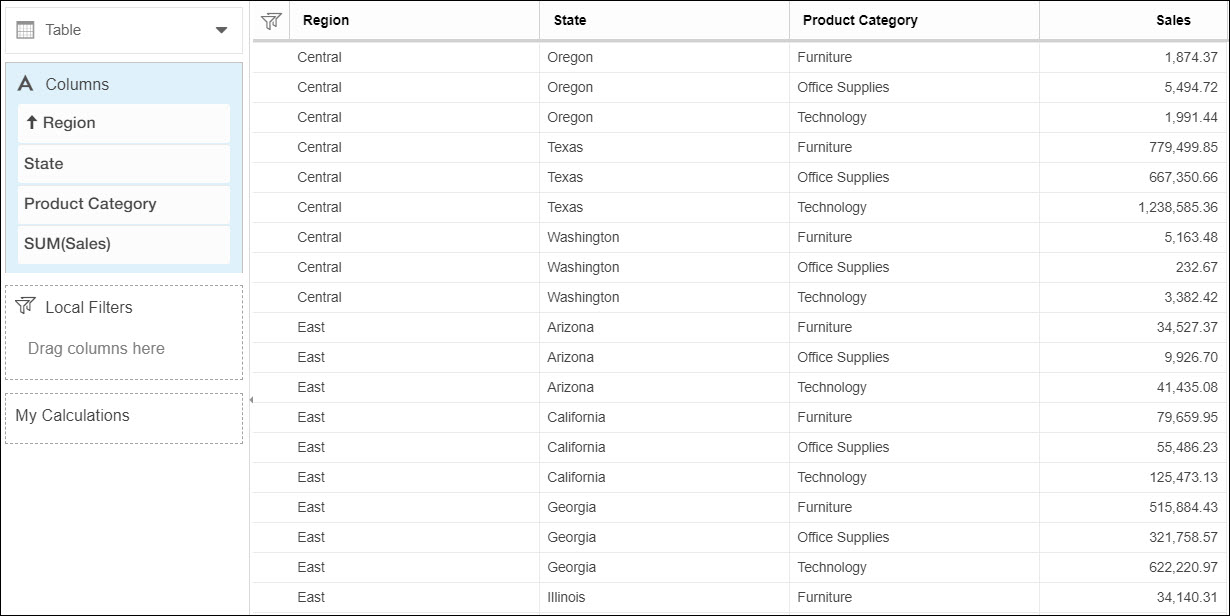 Table
Columns
Region
State
Product Category
SUM(Sales)
Local Filters
Drag columns here
My Calculations
Region State Product Category Sales
Central Oregon Furniture 1,874.37
Central Oregon Office Supplies 5,494.72
Central Oregon Technology 1,991.44
Central Texas Furniture 779,499.85
Central Texas Office Supplies 667,350.66
Central Texas Technology 1,238,585.36
Central Washington Furniture 5,163.48
Central Washington Office Supplies 232.67
Central Washington Technology 3,382.42
East Arizona Furniture 34,527.37
East Arizona Office Supplies 9,926.70
East Arizona Technology 41,435.08
East California Furniture 79,659.95
East California Office Supplies 55,486.23
East California Technology 125,473.13
East Georgia Furniture 515,884.43
East Georgia Office Supplies 321,758.57
East Georgia Technology 622,220.97
East Illinois Furniture 34,140.31